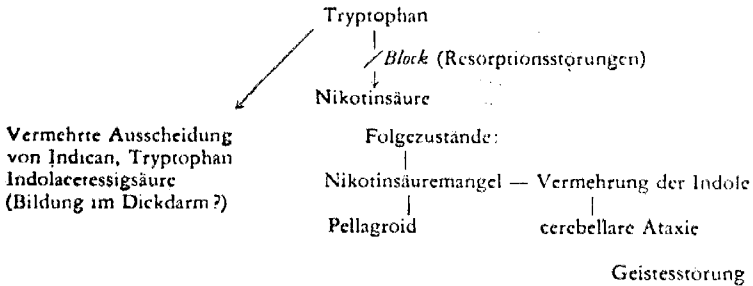 Tryptophan
Block (Resorptionsstörungen)
Nikotinsäure
Vermehrte Ausscheidung
von Indican, Tryptophan
Indolaceressigsäure
(Bildung im Dickdarm?)
Folgezustände:
Nikotinsäuremangel — Vermehrung der Indole
Pellagroid
cerebellare Ataxie
Geistesstörung